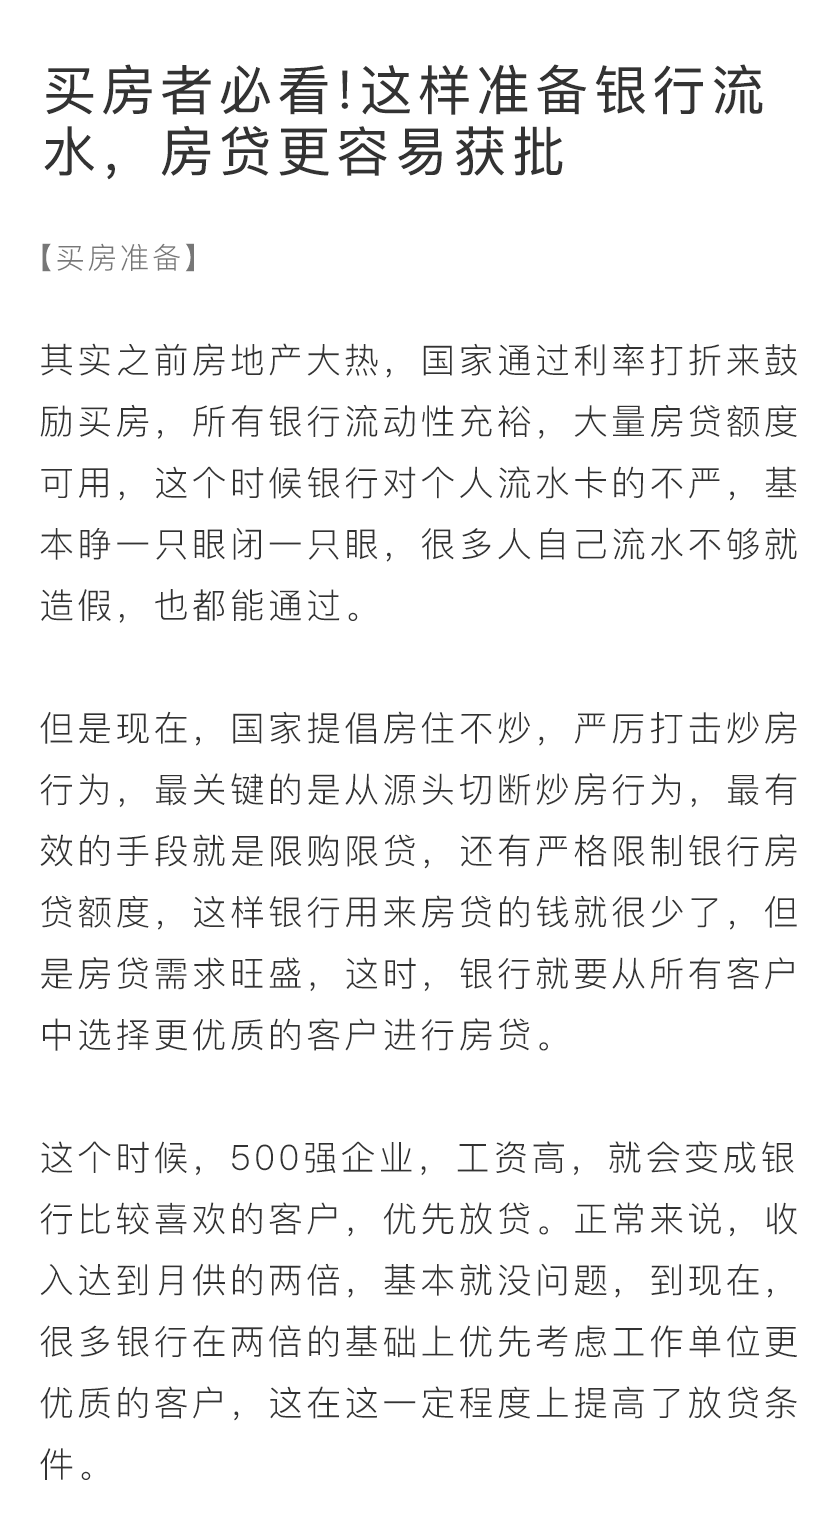 买房者必看!这样准备银行流
水，房贷更容易获批
【买房准备】
其实之前房地产大热，国家通过利率打折来鼓
励买房，所有银行流动性充裕，大量房贷额度
可用，这个时候银行对个人流水卡的不严，基
本睁一只眼闭一只眼，很多人自己流水不够就
造假，也都能通过。
但是现在，国家提倡房住不炒，严厉打击炒房
行为，最关键的是从源头切断炒房行为，最有
效的手段就是限购限贷，还有严格限制银行房
贷额度，这样银行用来房贷的钱就很少了，但
是房贷需求旺盛，这时，银行就要从所有客户
中选择更优质的客户进行房贷。
这个时候，500强企业，工资高，就会变成银
行比较喜欢的客户，优先放贷。正常来说，收
入达到月供的两倍，基本就没问题，到现在，
很多银行在两倍的基础上优先考虑工作单位更
优质的客户，这在这一定程度上提高了放贷条
件。